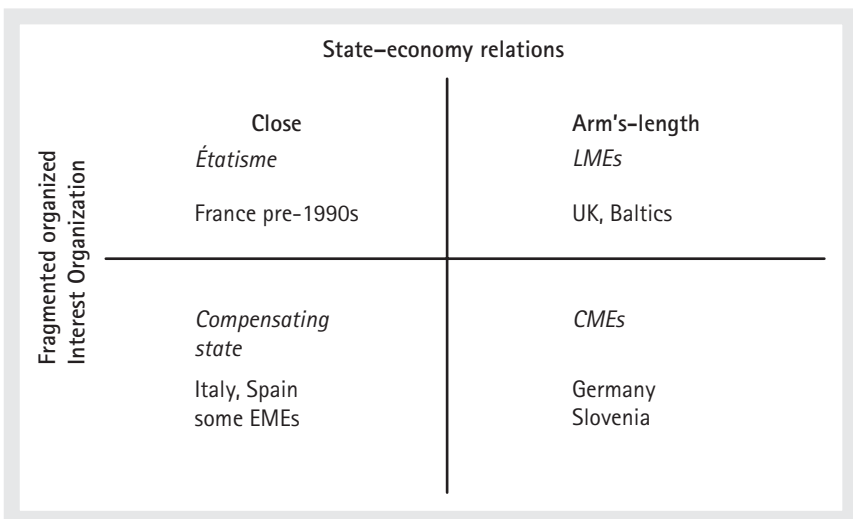 State–economy relations
Close
Arm's-length
Étatisme
LMEs
France pre-1990s
UK, Baltics
Fragmented organized
Interest Organization
Compensating
state
CMEs
Italy, Spain
some EMEs
Germany
Slovenia